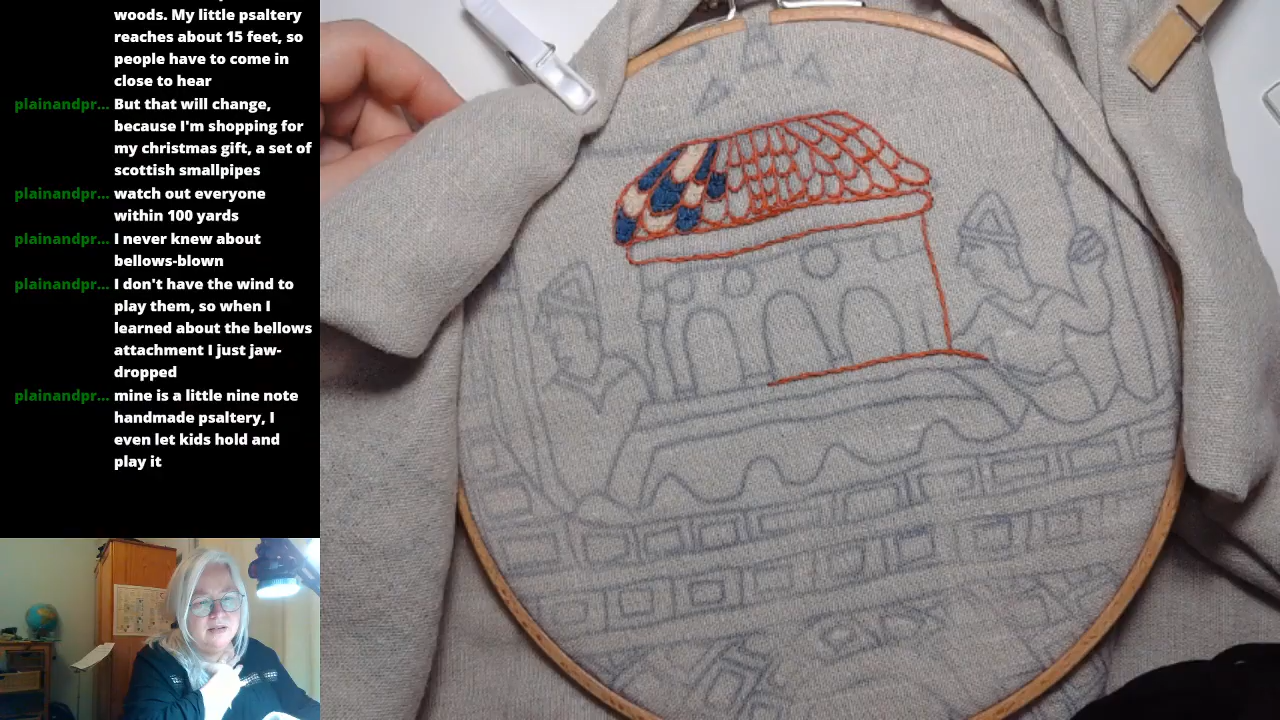 woods. My little psaltery
reaches about 15 feet, so
people have to come in
close to hear
plainandpr... But that will change,
because I'm shopping for
my christmas gift, a set of
scottish smallpipes
plainandpr... watch out everyone
within 100 yards
plainandpr... I never knew about
bellows-blown
plainandpr... I don't have the wind to
play them, so when I
learned about the bellows
attachment I just jaw-
dropped
plainandpr... mine is a little nine note
handmade psaltery, I
even let kids hold and
play it